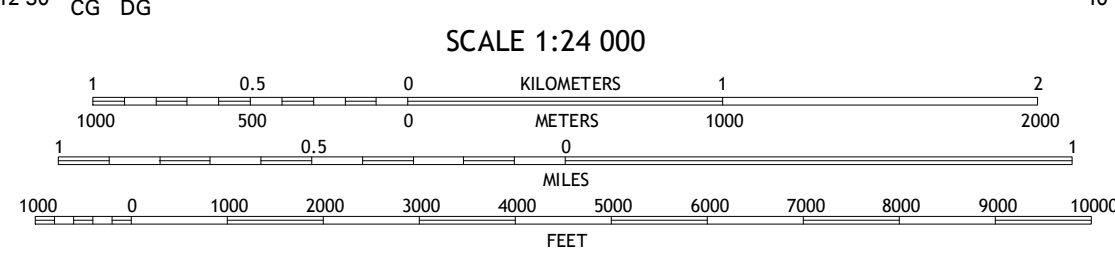 CG DG
SCALE 1:24 000
1 0.5 0 KILOMETERS 1 2
1000 500 0 METERS 1000 2000
1 0.5 0 1
MILES
1000 0 1000 2000 3000 4000 5000 6000 7000 8000 9000 10000
FEET